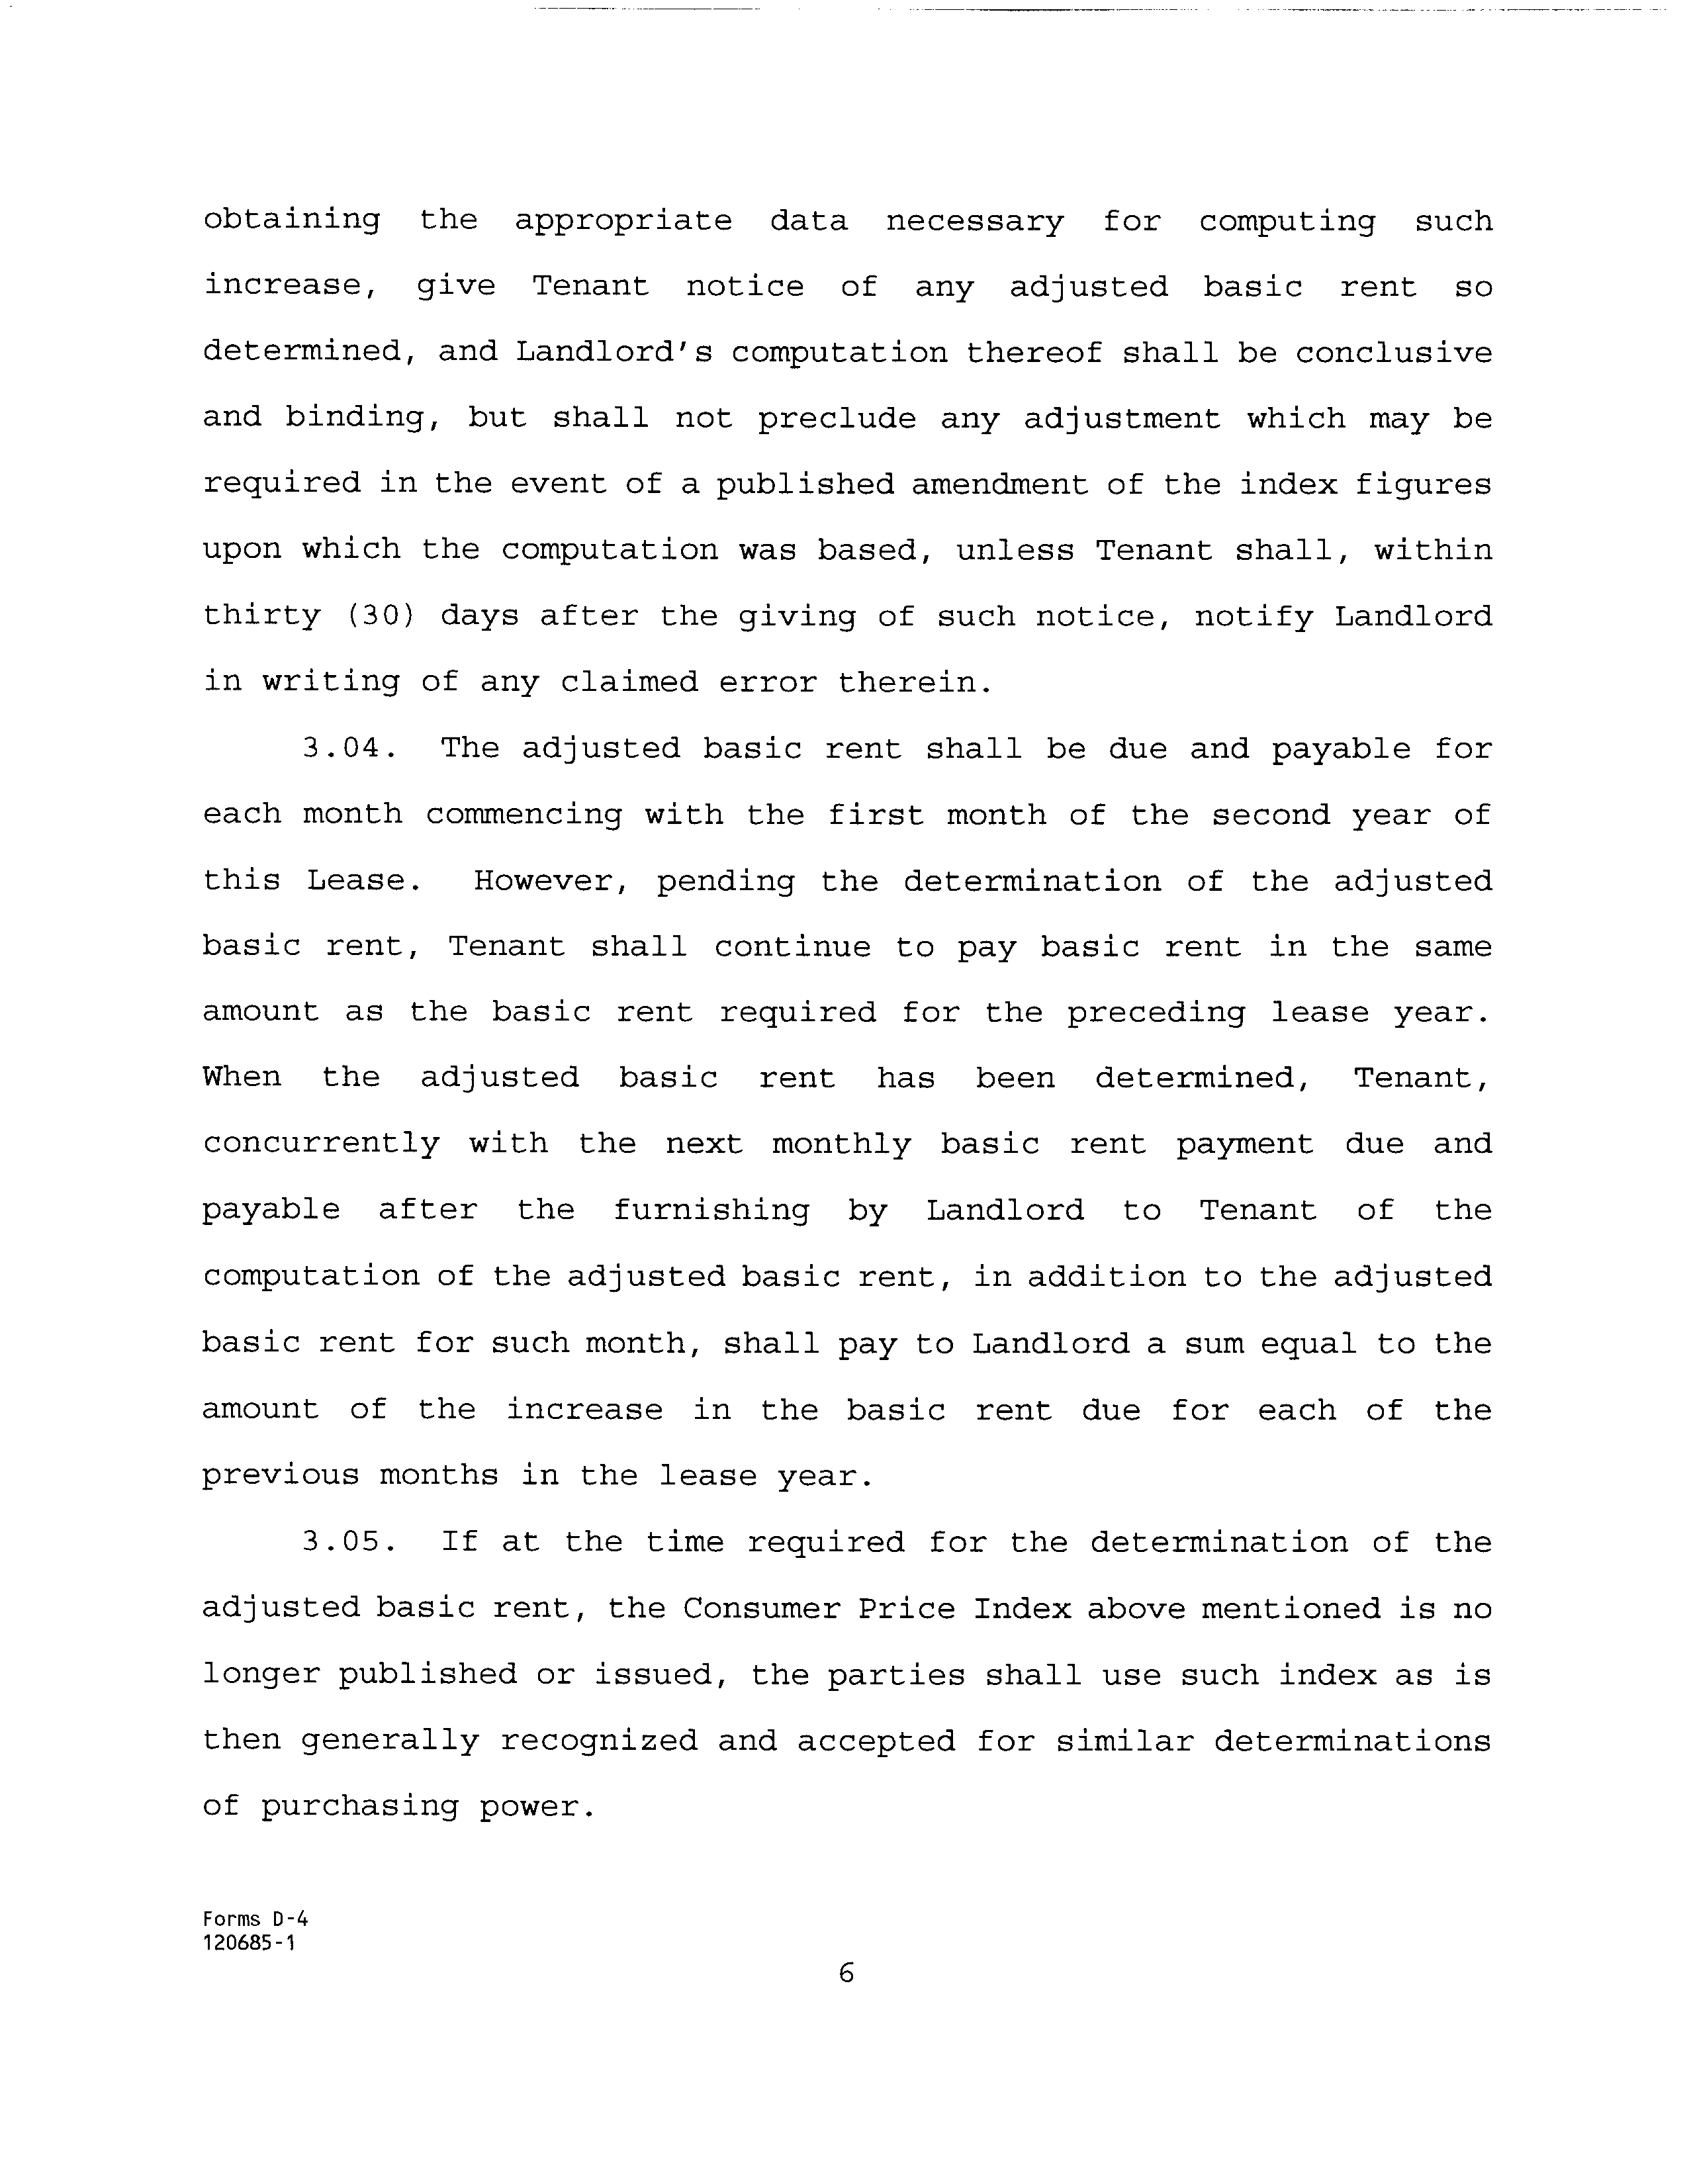 obtaining the appropriate data necessary for computing such
increase, give Tenant notice of any adjusted basic rent so
determined, and Landlord's computation thereof shall be conclusive
and binding, but shall not preclude any adjustment which may be
required in the event of a published amendment of the index figures
upon which the computation was based, unless Tenant shall, within
thirty (30) days after the giving of such notice, notify Landlord
in writing of any claimed error therein.
3.04. The adjusted basic rent shall be due and payable for
each month commencing with the first month of the second year of
this Lease. However, pending the determination of the adjusted
basic rent, Tenant shall continue to pay basic rent in the same
amount as the basic rent required for the preceding lease year.
When the adjusted basic rent has been determined, Tenant,
concurrently with the next monthly basic rent payment due and
payable after the furnishing by Landlord to Tenant of the
computation of the adjusted basic rent, in addition to the adjusted
basic rent for such month, shall pay to Landlord a sum equal to the
amount of the increase in the basic rent due for each of the
previous months in the lease year.
3.05. If at the time required for the determination of the
adjusted basic rent, the Consumer Price Index above mentioned is no
longer published or issued, the parties shall use such index as is
then generally recognized and accepted for similar determinations
of purchasing power.
Forms D-4
120685-1
6